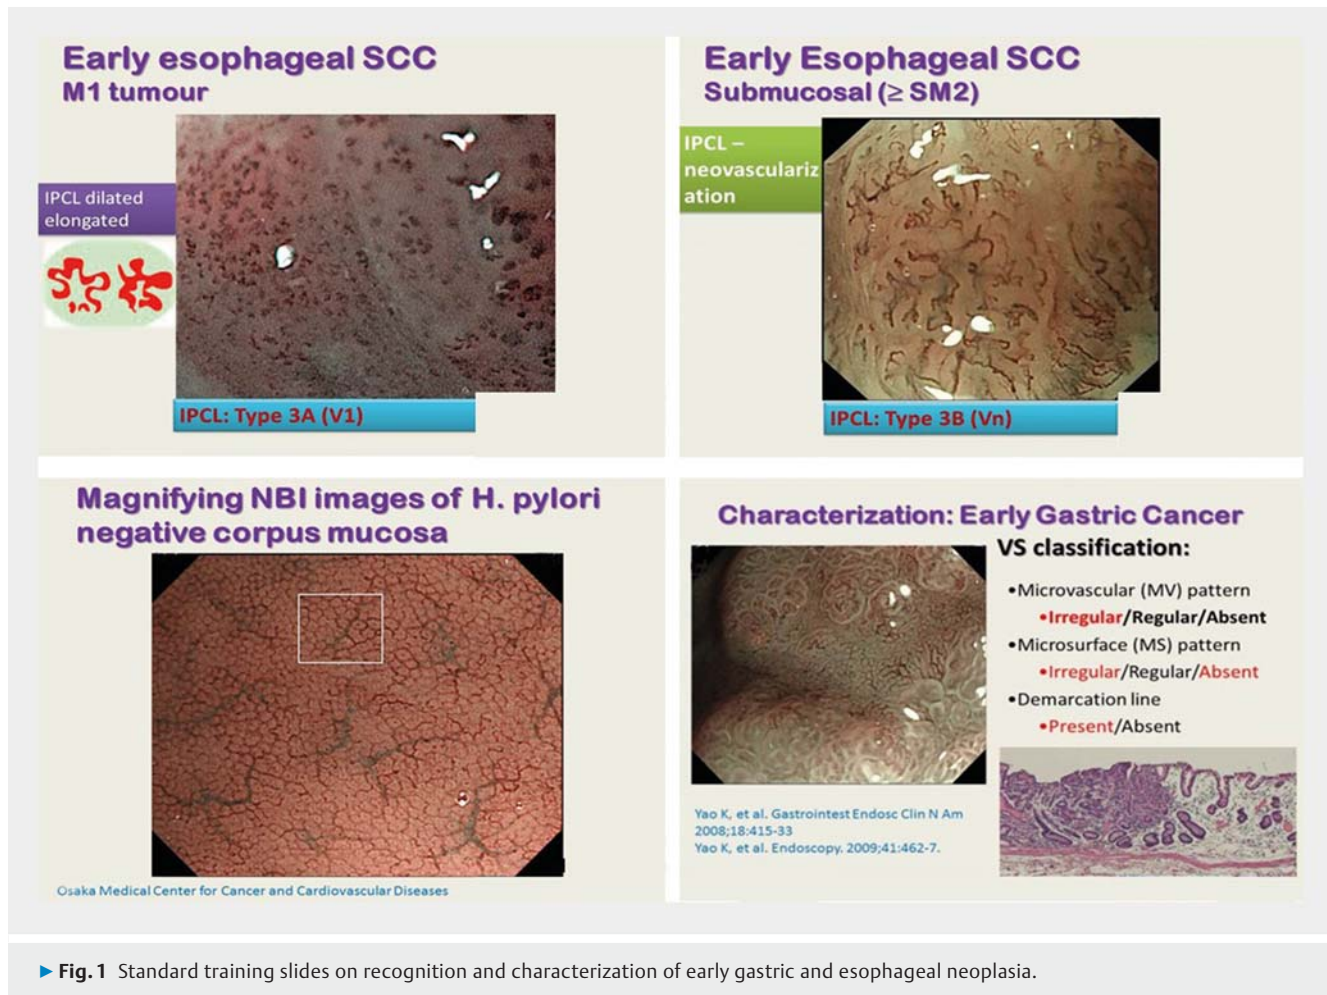 Early esophageal SCC
M1 tumour
IPCL dilated
elongated
IPCL: Type 3A (V1)
Early Esophageal SCC
Submucosal (≥ SM2)
IPCL –
neovasculariz
ation
IPCL: Type 3B (Vn)
Magnifying NBI images of H. pylori
negative corpus mucosa
Osaka Medical Center for Cancer and Cardiovascular Diseases
Characterization: Early Gastric Cancer
VS classification:
•Microvascular (MV) pattern
•Irregular/Regular/Absent
•Microsurface (MS) pattern
•Irregular/Regular/Absent
•Demarcation line
•Present/Absent
Yao K, et al. Gastrointest Endosc Clin N Am
2008;18:415-33
Yao K, et al. Endoscopy. 2009;41:462-7.
▶ Fig. 1 Standard training slides on recognition and characterization of early gastric and esophageal neoplasia.